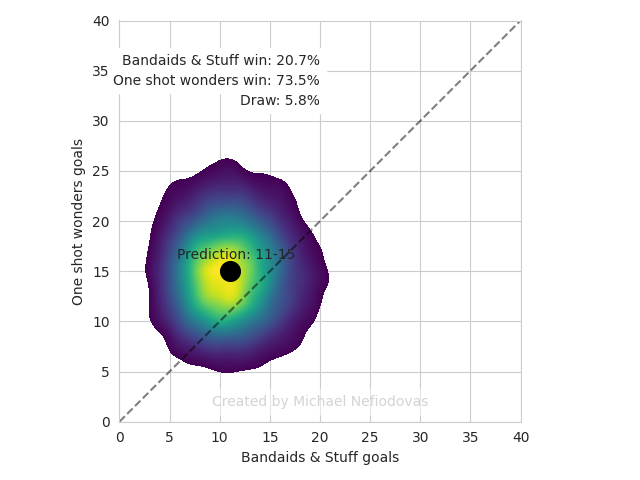 40
35
30
25
20
15
10
5
0
One shot wonders goals
Bandaids & Stuff win: 20.7%
One shot wonders win: 73.5%
Draw: 5.8%
Prediction: 11-15
Created by Michael Nefiodovas
0 5 10 15 20 25 30 35 40
Bandaids & Stuff goals